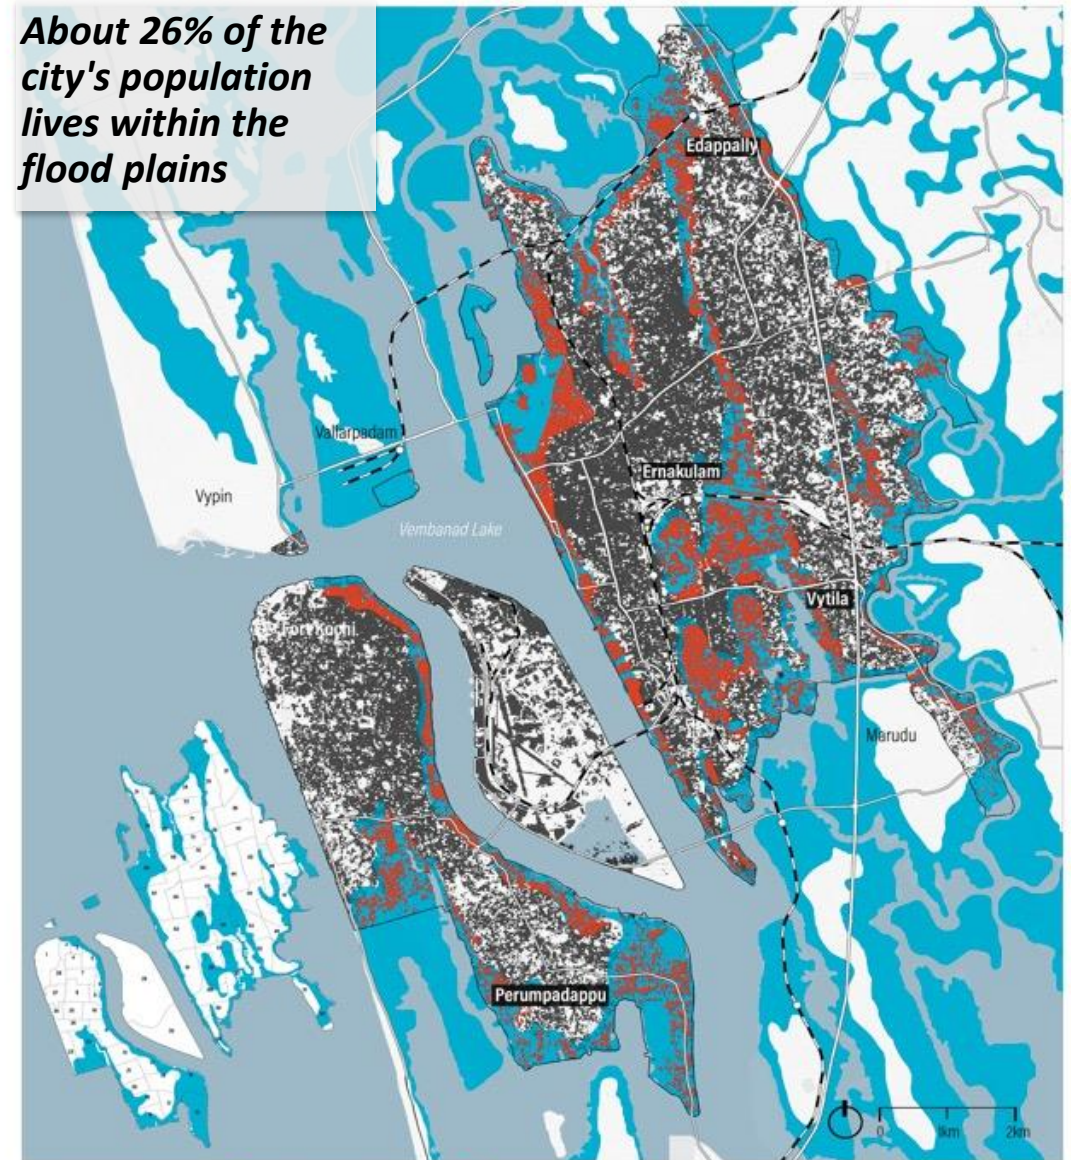 About 26% of the
city's population
lives within the
flood plains
Edappally
Vallarpadam
Ernakulam
Vypin
Vembanad Lake
Vytila
Fort Kochi
Marudu
Perumpadappu
0 1km 2km